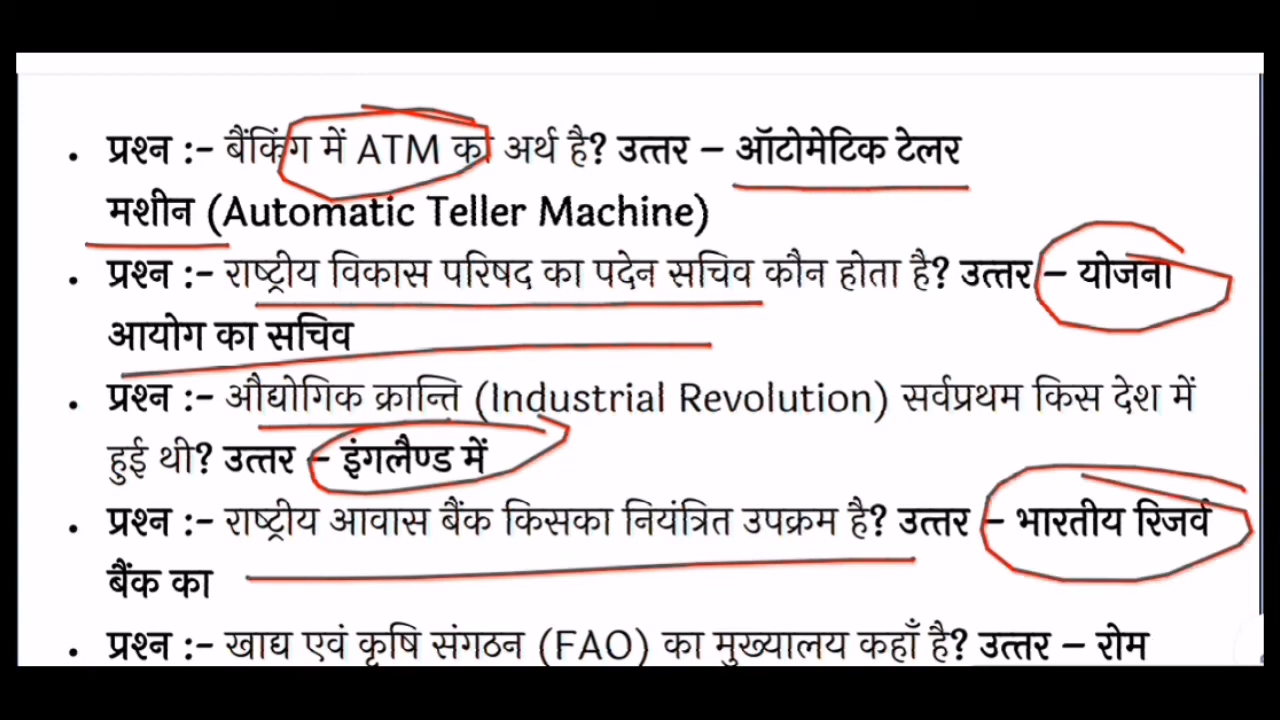 • प्रश्न :- बैंकिंग में ATM का अर्थ है? उत्तर – ऑटोमेटिक टेलर
मशीन (Automatic Teller Machine)
• प्रश्न :- राष्ट्रीय विकास परिषद का पदेन सचिव कौन होता है? उत्तर – योजना
आयोग का सचिव
• प्रश्न :- औद्योगिक क्रान्ति (Industrial Revolution) सर्वप्रथम किस देश में
हुई थी? उत्तर – इंगलैण्ड में
• प्रश्न :- राष्ट्रीय आवास बैंक किसका नियंत्रित उपक्रम है? उत्तर – भारतीय रिजर्व
बैंक का
• प्रश्न :- खाद्य एवं कृषि संगठन (FAO) का मुख्यालय कहाँ है? उत्तर – रोम